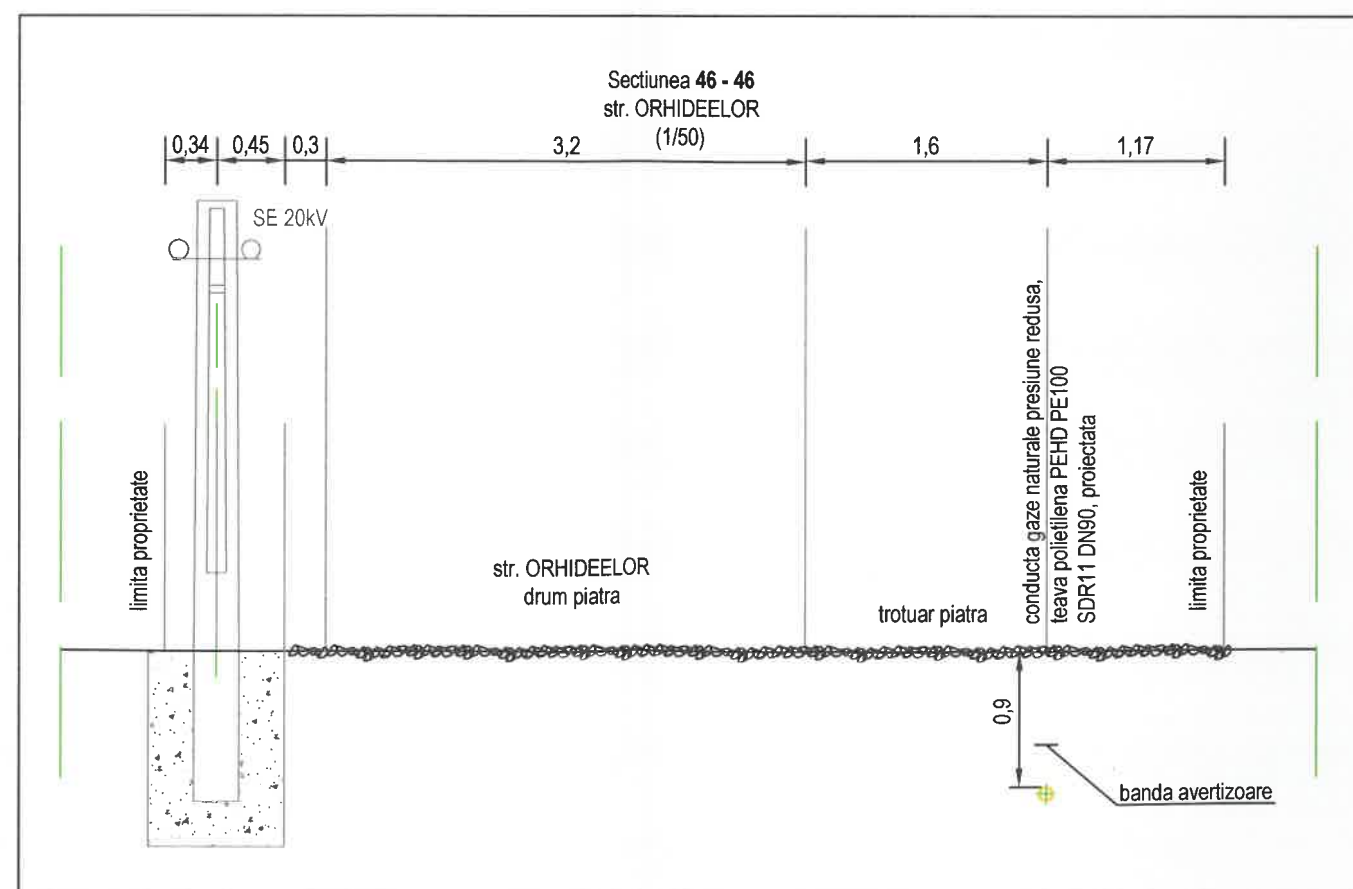 Sectiunea 46 - 46
str. ORHIDEELOR
(1/50)
0,34
0,45
0,3
3,2
1,6
1,17
SE 20kV
limita proprietate
str. ORHIDEELOR
drum piatra
trotuar piatra
conducta gaze naturale presiune redusa,
teava polietilena PEHD PE100
SDR11 DN90, proiectata
limita proprietate
0,9
banda avertizoare